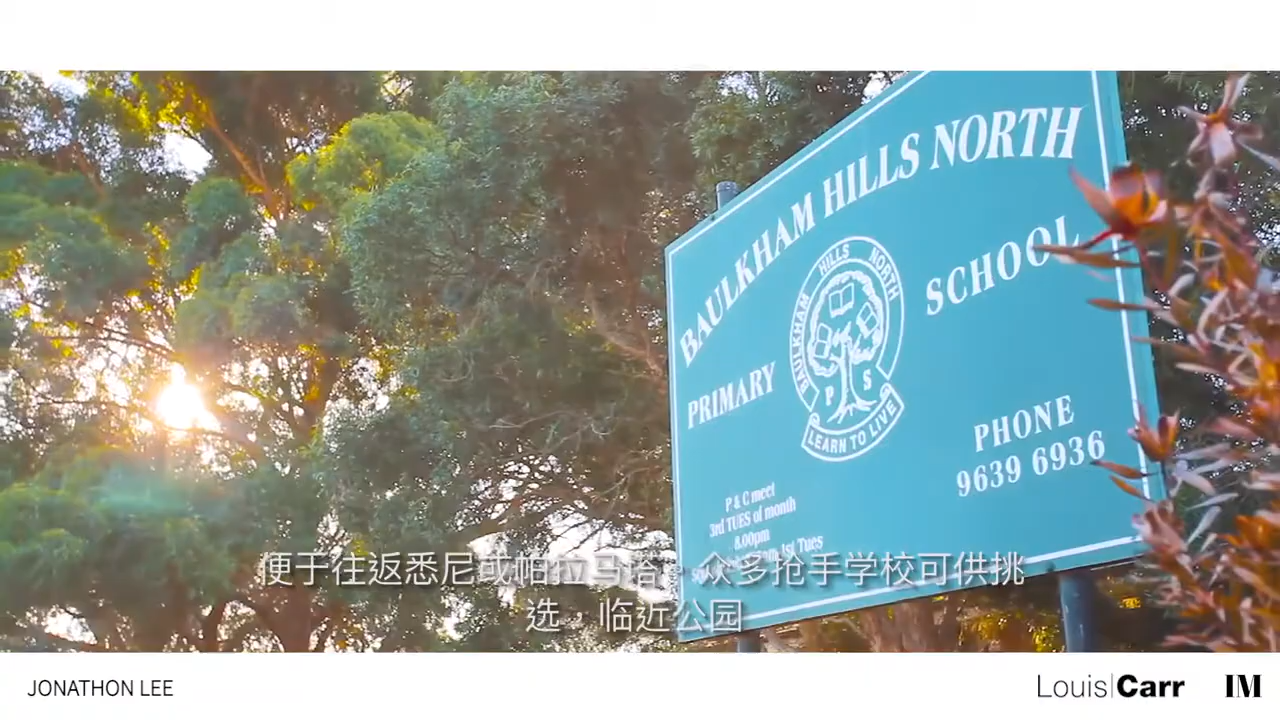 BAULKHAM HILLS NORTH
PRIMARY SCHOOL
BAULKHAM HILLS NORTH
P S
LEARN TO LIVE
PHONE
9639 6936
P & C meet
3rd TUES of month
8.00pm
1st Tues
便于往返悉尼或帕拉马塔，众多抢手学校可供挑
选，临近公园
JONATHON LEE
Louis|Carr
IM